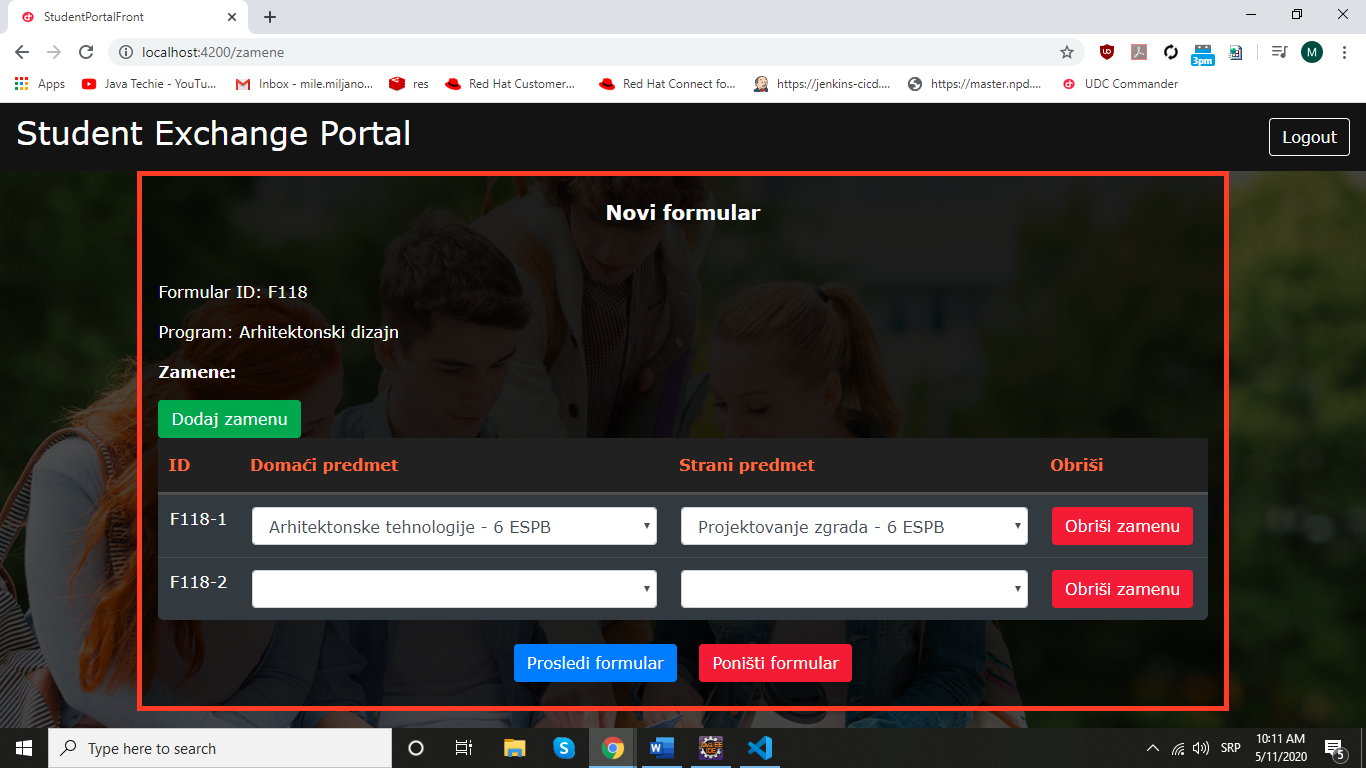 StudentPortalFront
localhost:4200/zamene
3pm
M
Apps
Java Techie - YouTu...
Inbox - mile.miljano...
res
Red Hat Customer...
Red Hat Connect fo...
https://jenkins-cicd....
https://master.npd....
UDC Commander
Student Exchange Portal
Logout
Novi formular
Formular ID: F118
Program: Arhitektonski dizajn
Zamene:
Dodaj zamenu
ID Domaći predmet Strani predmet Obriši
F118-1 Arhitektonske tehnologije - 6 ESPB Projektovanje zgrada - 6 ESPB Obriši zamenu
F118-2 Obriši zamenu
Prosledi formular Poništi formular
Type here to search
SRP
10:11 AM
5/11/2020
5